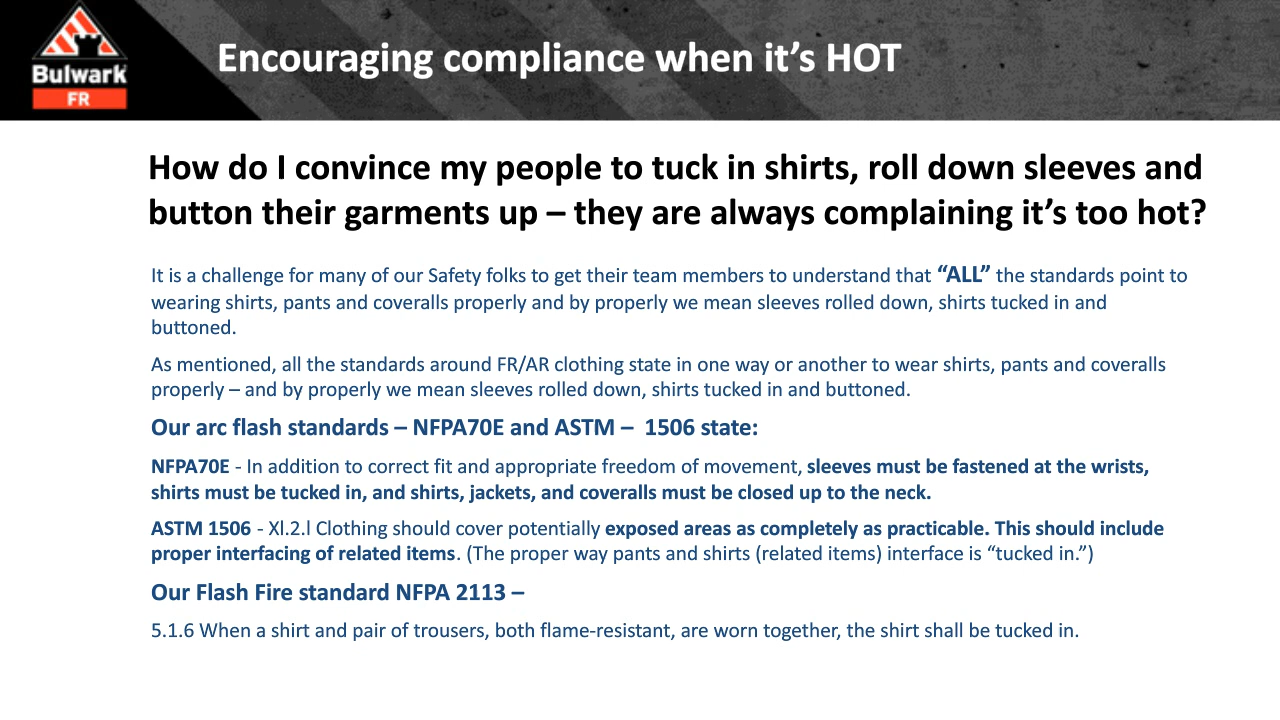 Bulwark
FR
Encouraging compliance when it’s HOT
How do I convince my people to tuck in shirts, roll down sleeves and
button their garments up – they are always complaining it’s too hot?
It is a challenge for many of our Safety folks to get their team members to understand that “ALL” the standards point to
wearing shirts, pants and coveralls properly and by properly we mean sleeves rolled down, shirts tucked in and
buttoned.
As mentioned, all the standards around FR/AR clothing state in one way or another to wear shirts, pants and coveralls
properly – and by properly we mean sleeves rolled down, shirts tucked in and buttoned.
Our arc flash standards – NFPA70E and ASTM – 1506 state:
NFPA70E - In addition to correct fit and appropriate freedom of movement, sleeves must be fastened at the wrists,
shirts must be tucked in, and shirts, jackets, and coveralls must be closed up to the neck.
ASTM 1506 - Xl.2.l Clothing should cover potentially exposed areas as completely as practicable. This should include
proper interfacing of related items. (The proper way pants and shirts (related items) interface is “tucked in.”)
Our Flash Fire standard NFPA 2113 –
5.1.6 When a shirt and pair of trousers, both flame-resistant, are worn together, the shirt shall be tucked in.